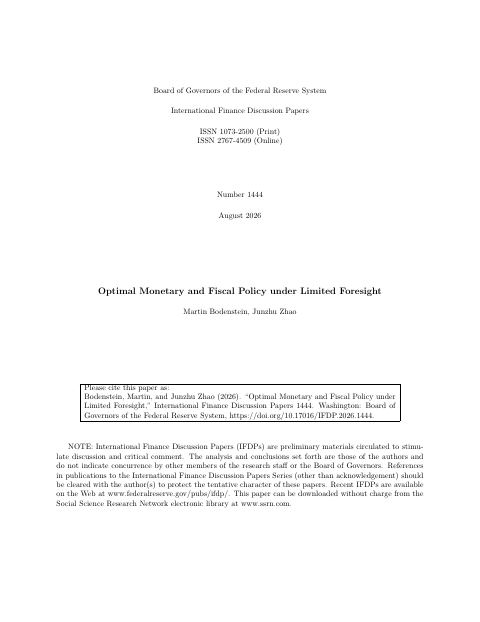 Board of Governors of the Federal Reserve System
International Finance Discussion Papers
ISSN 1073-2500 (Print)
ISSN 2767-4509 (Online)
Number 1444
August 2026
Optimal Monetary and Fiscal Policy under Limited Foresight
Martin Bodenstein, Junzhu Zhao
Please cite this paper as:
Bodenstein, Martin, and Junzhu Zhao (2026). “Optimal Monetary and Fiscal Policy under
Limited Foresight,” International Finance Discussion Papers 1444. Washington: Board of
Governors of the Federal Reserve System, https://doi.org/10.17016/IFDP.2026.1444.
NOTE: International Finance Discussion Papers (IFDPs) are preliminary materials circulated to stimu-
late discussion and critical comment. The analysis and conclusions set forth are those of the authors and
do not indicate concurrence by other members of the research staff or the Board of Governors. References
in publications to the International Finance Discussion Papers Series (other than acknowledgement) should
be cleared with the author(s) to protect the tentative character of these papers. Recent IFDPs are available
on the Web at www.federalreserve.gov/pubs/ifdp/. This paper can be downloaded without charge from the
Social Science Research Network electronic library at www.ssrn.com.